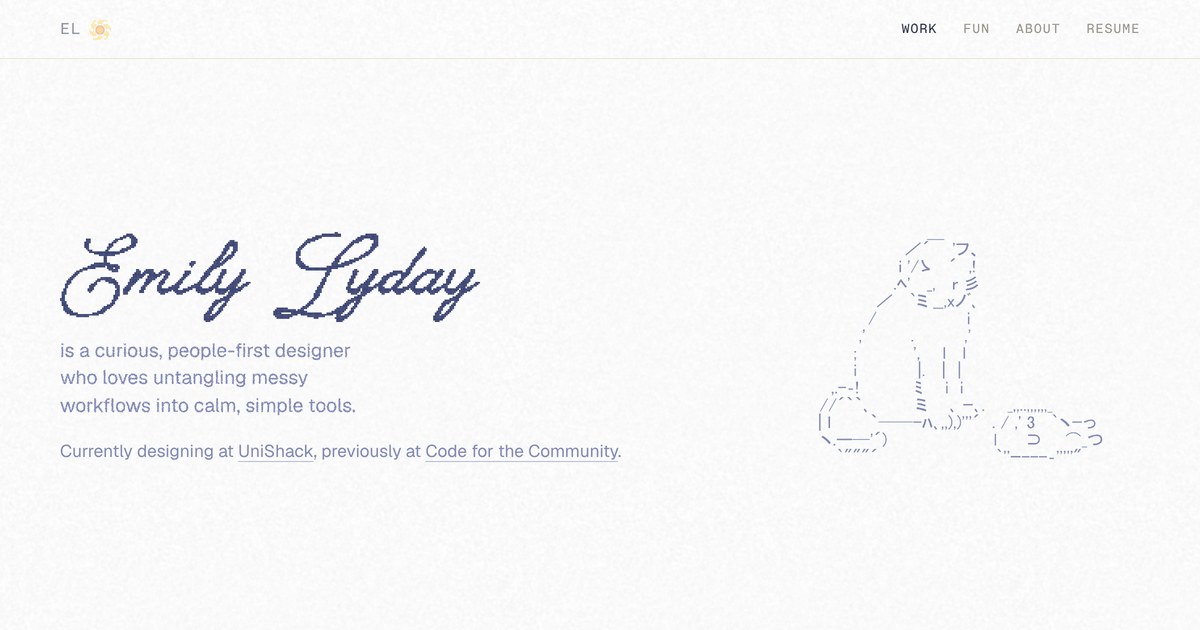 EL
WORK FUN ABOUT RESUME
Emily Lyday
is a curious, people-first designer
who loves untangling messy
workflows into calm, simple tools.
Currently designing at UniShack, previously at Code for the Community.